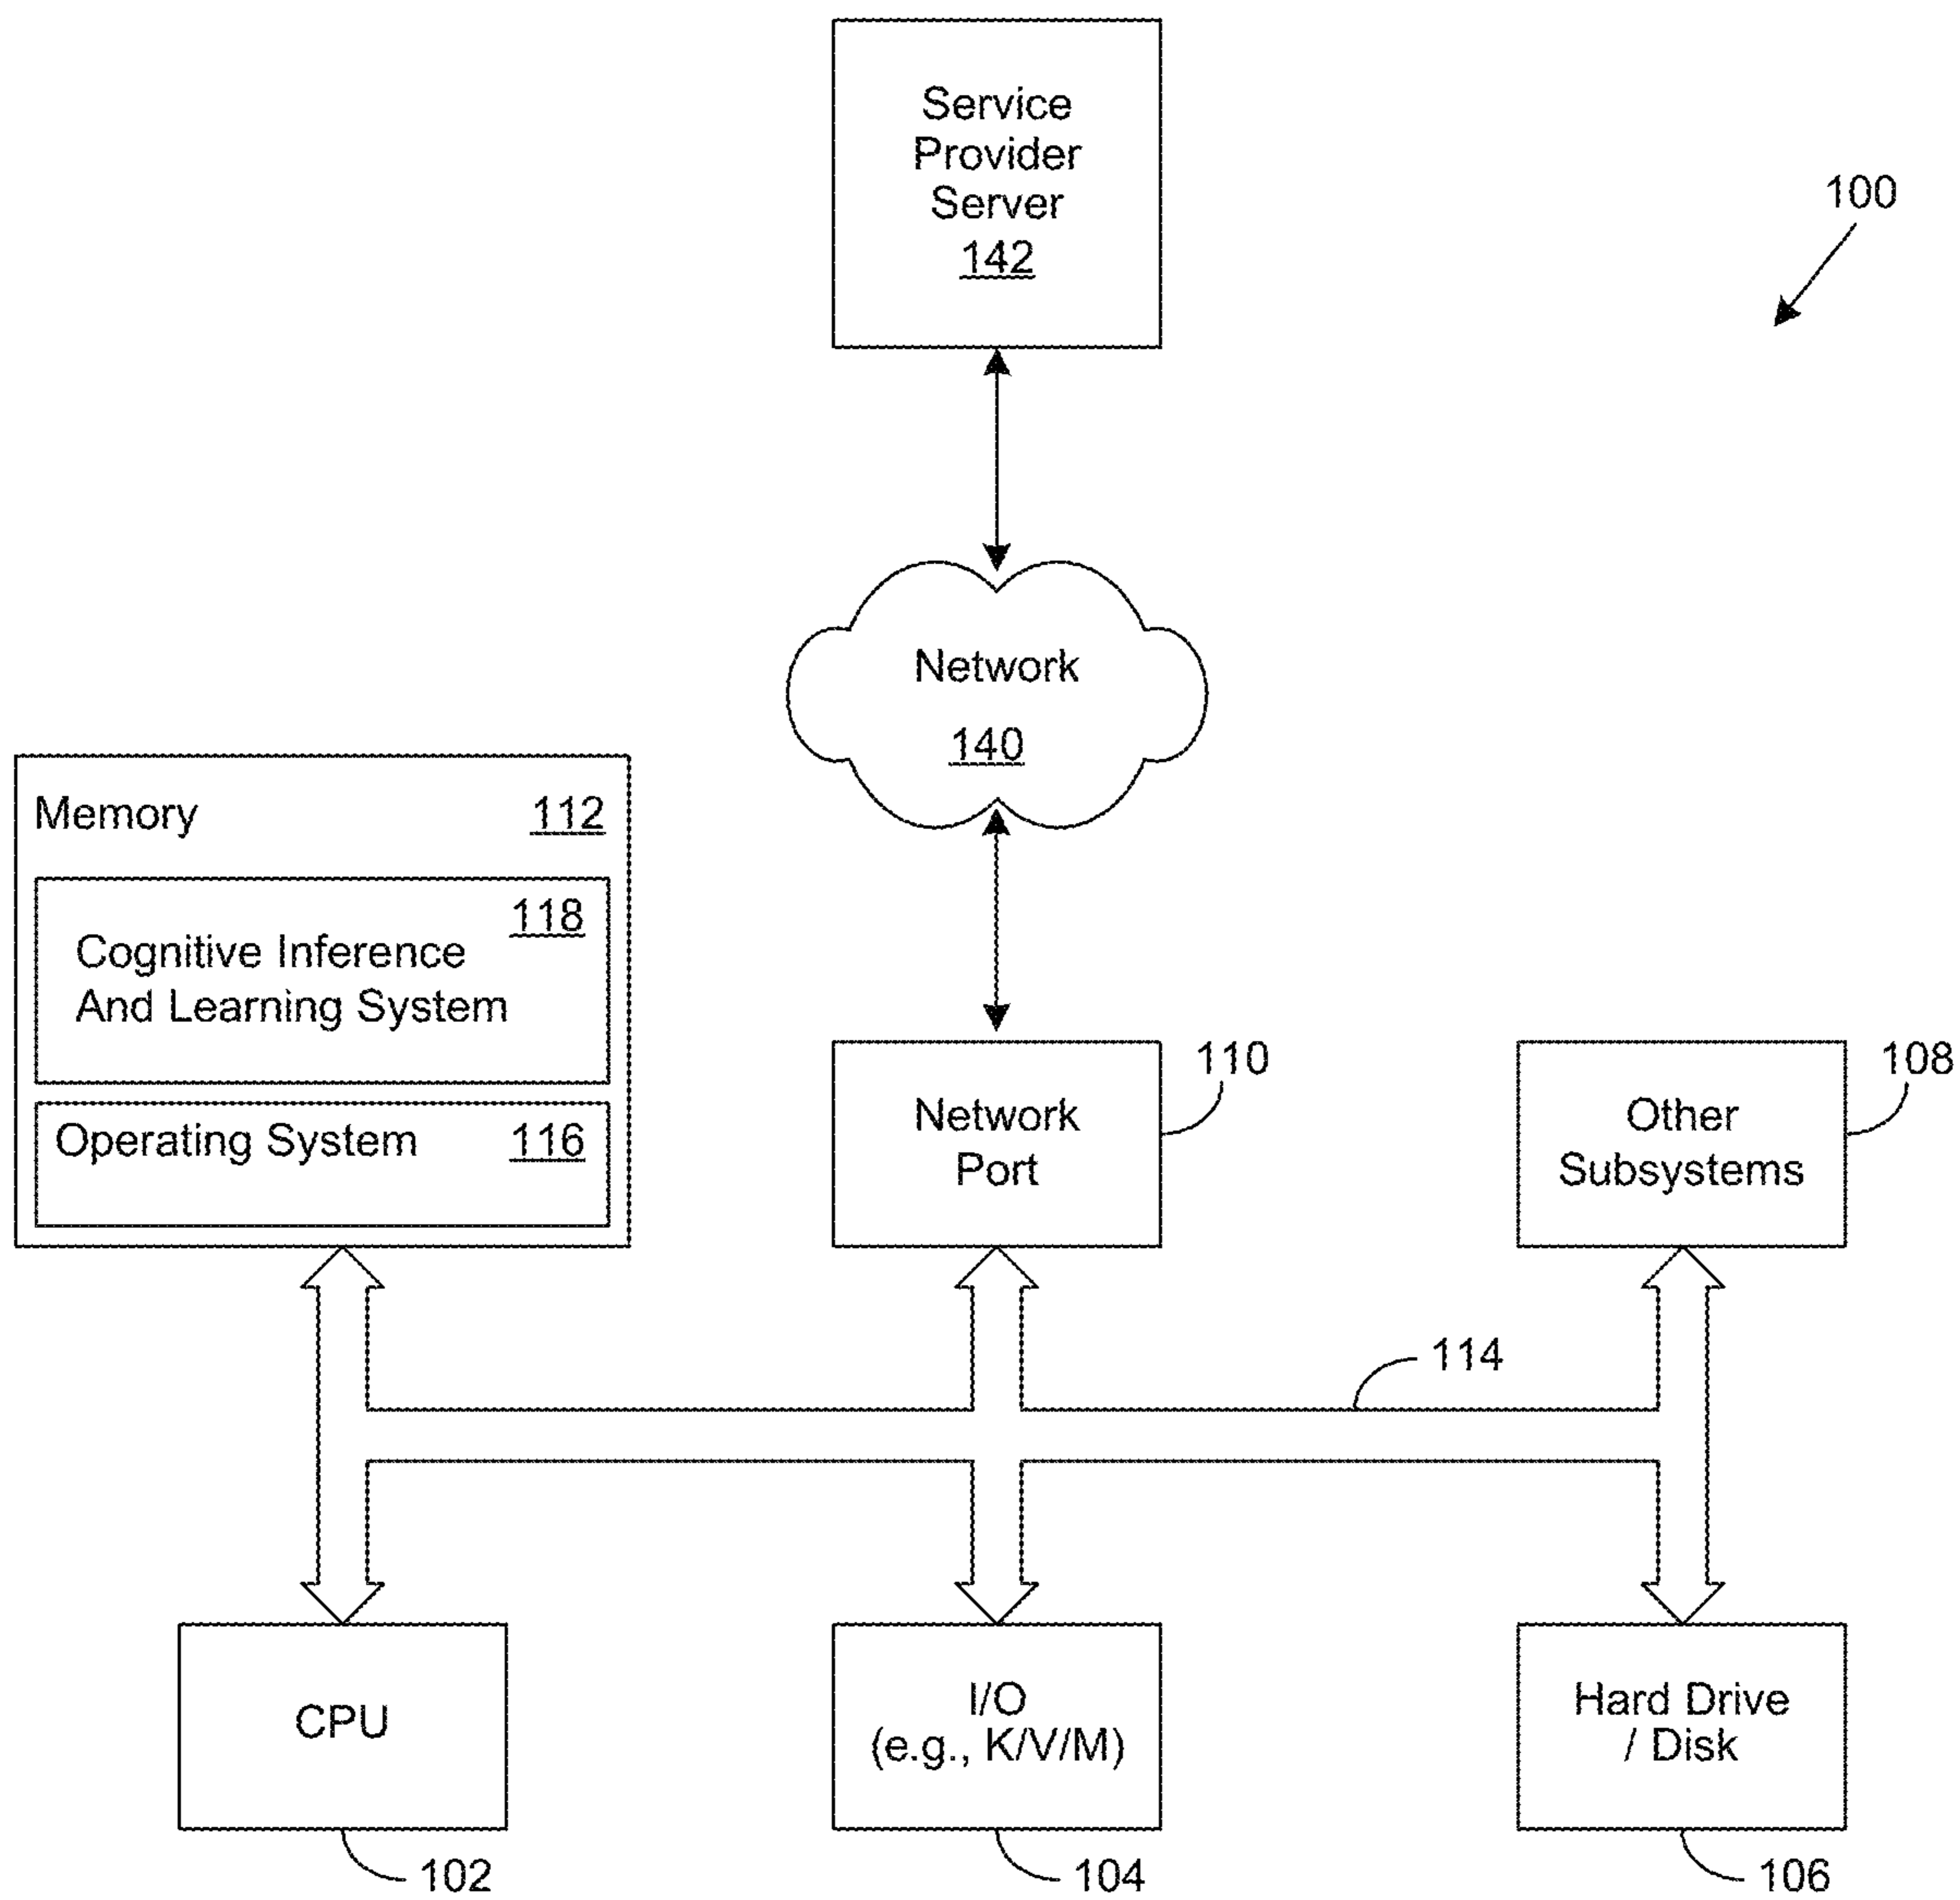 Service
Provider
Server
142
100
Network
140
Memory 112
118
Cognitive Inference
And Learning System
Operating System 116
Network
Port
110
Other
Subsystems
108
114
CPU
102
I/O
(e.g., K/V/M)
104
Hard Drive
/ Disk
106